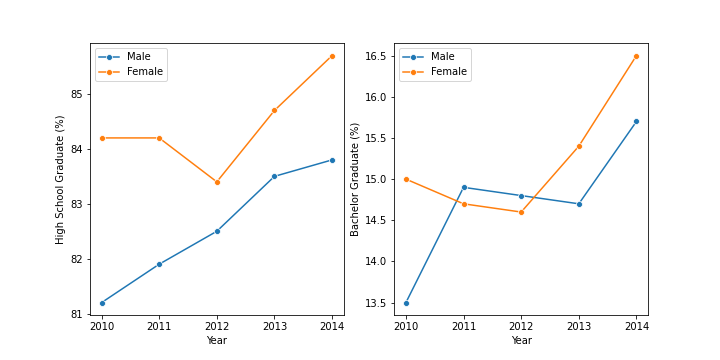 Male
Female
High School Graduate (%)
85
84
83
82
81
2010 2011 2012 2013 2014
Year
Male
Female
Bachelor Graduate (%)
16.5
16.0
15.5
15.0
14.5
14.0
13.5
2010 2011 2012 2013 2014
Year